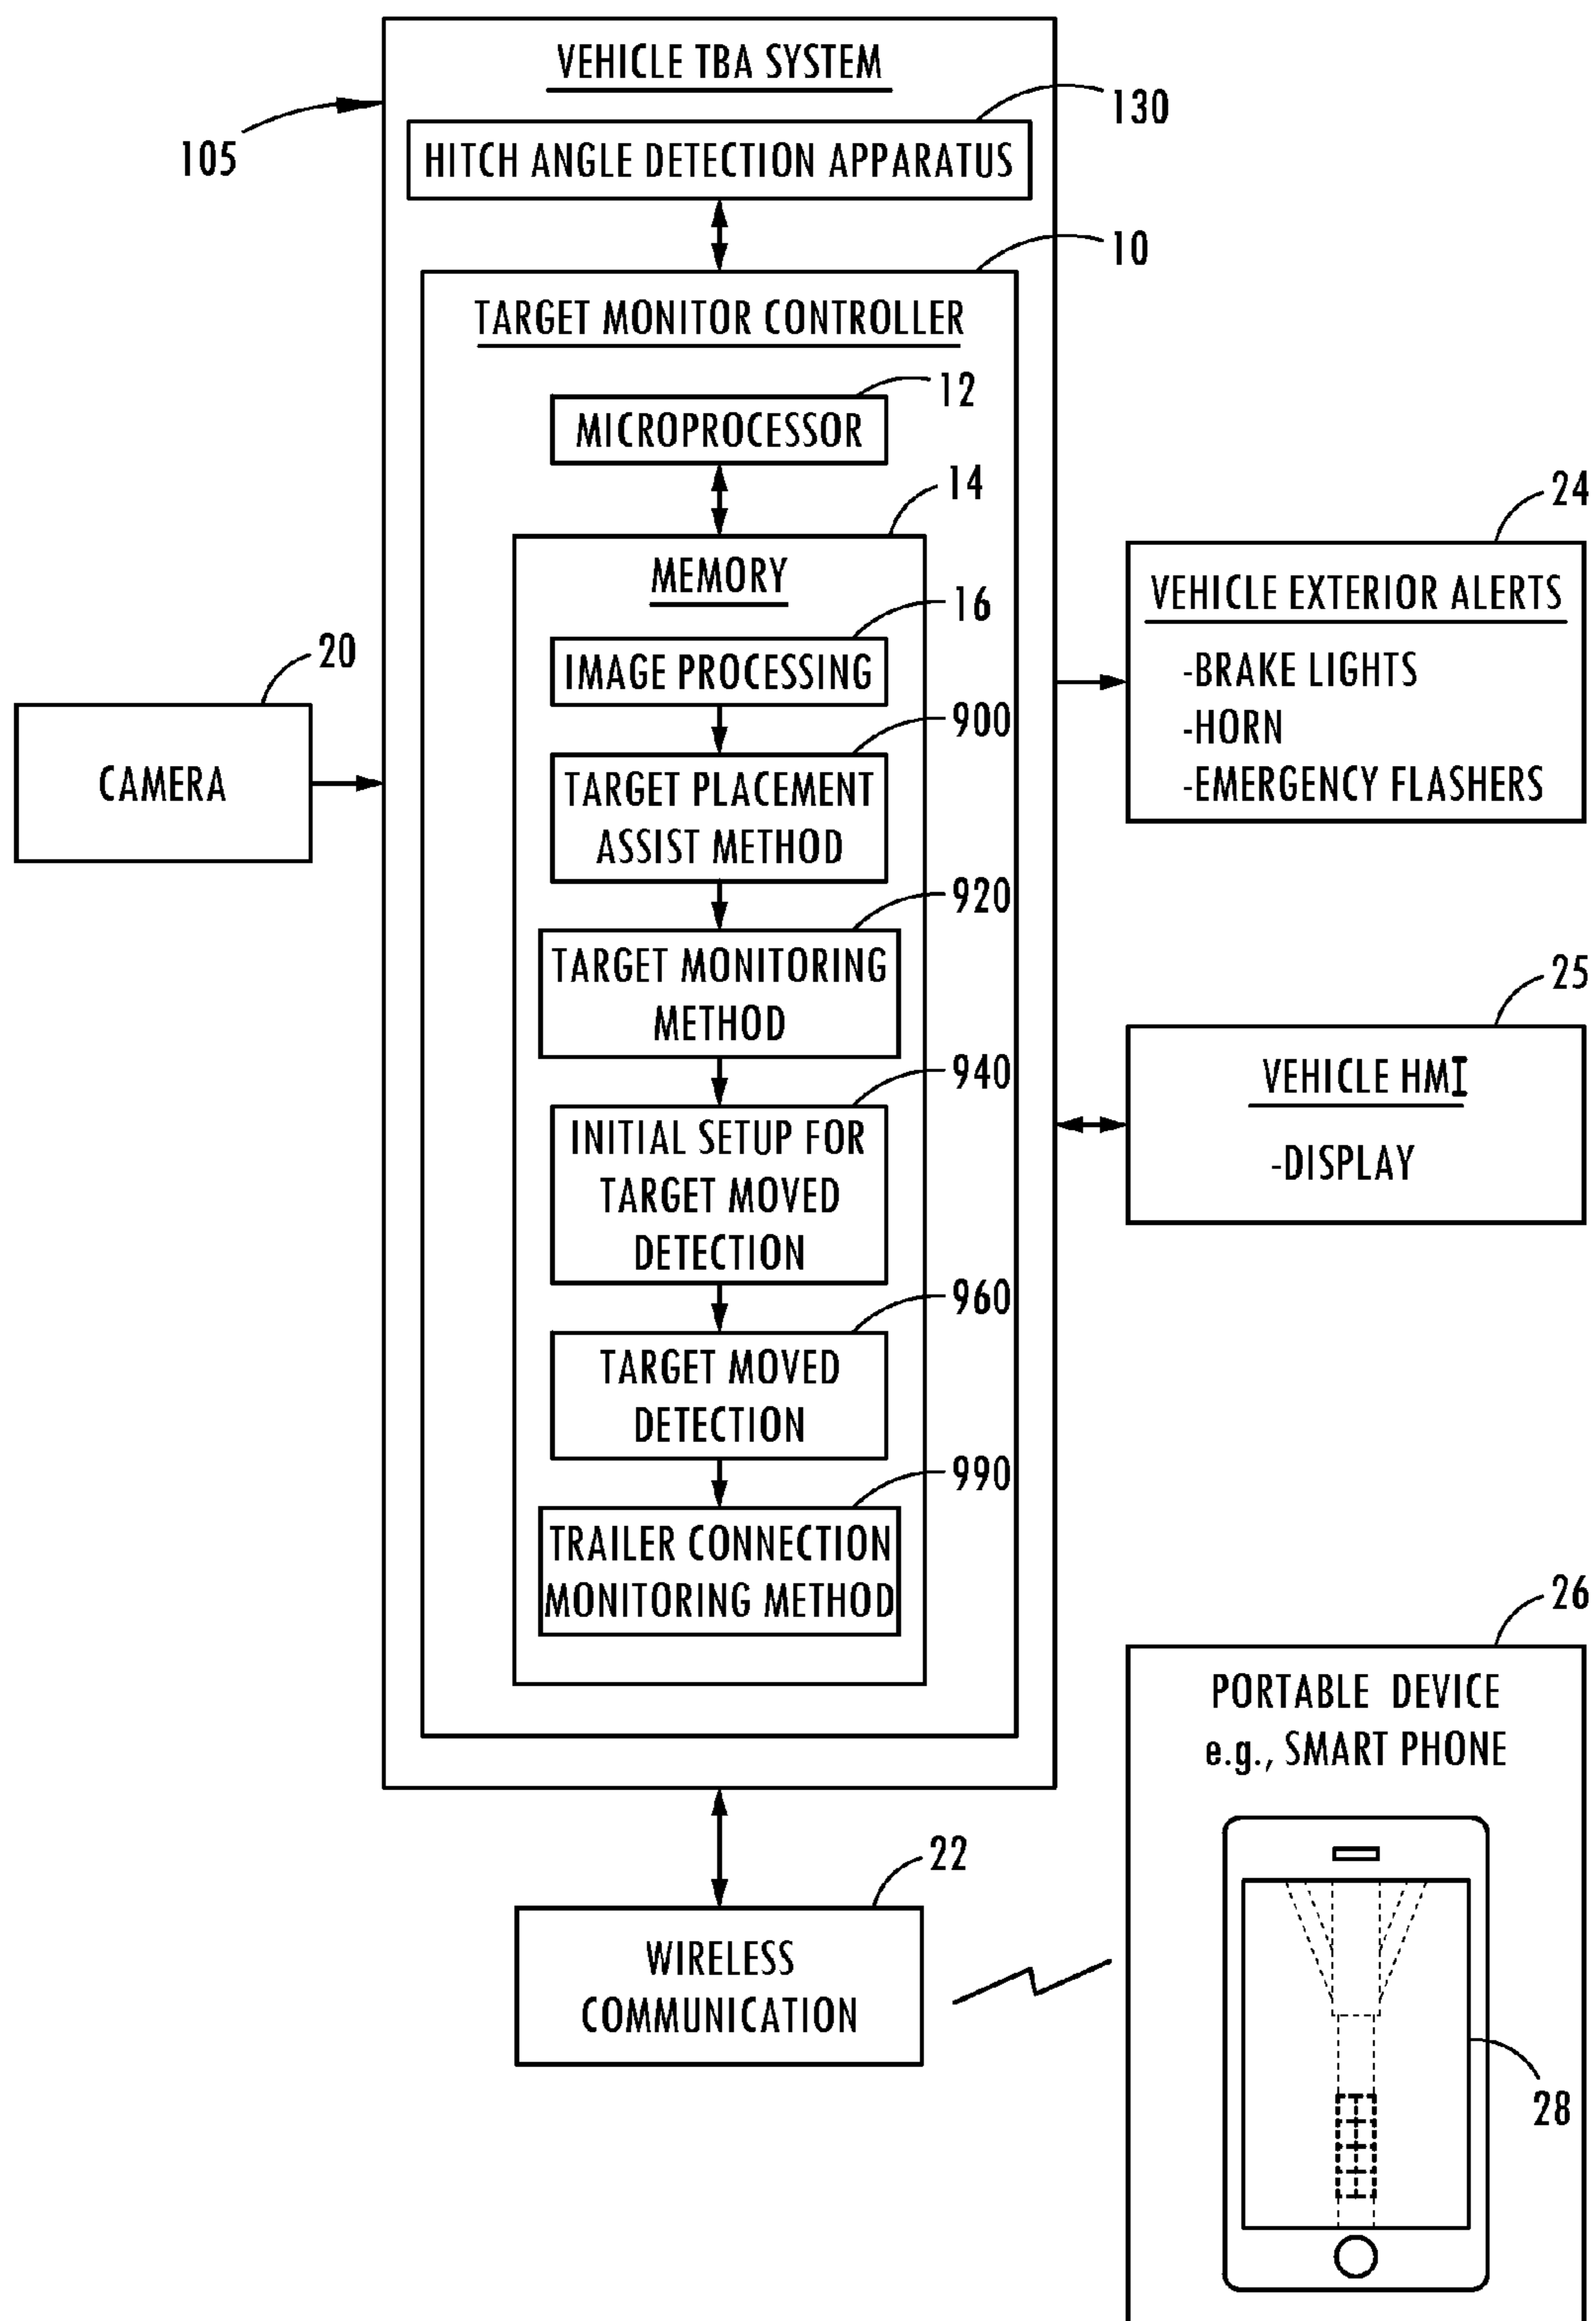 VEHICLE TBA SYSTEM
105
130
HITCH ANGLE DETECTION APPARATUS
10
TARGET MONITOR CONTROLLER
12
MICROPROCESSOR
14
MEMORY
16
IMAGE PROCESSING
900
TARGET PLACEMENT
ASSIST METHOD
920
TARGET MONITORING
METHOD
940
INITIAL SETUP FOR
TARGET MOVED
DETECTION
960
TARGET MOVED
DETECTION
990
TRAILER CONNECTION
MONITORING METHOD
20
CAMERA
24
VEHICLE EXTERIOR ALERTS
-BRAKE LIGHTS
-HORN
-EMERGENCY FLASHERS
25
VEHICLE HMI
-DISPLAY
22
WIRELESS
COMMUNICATION
26
PORTABLE DEVICE
e.g., SMART PHONE
28